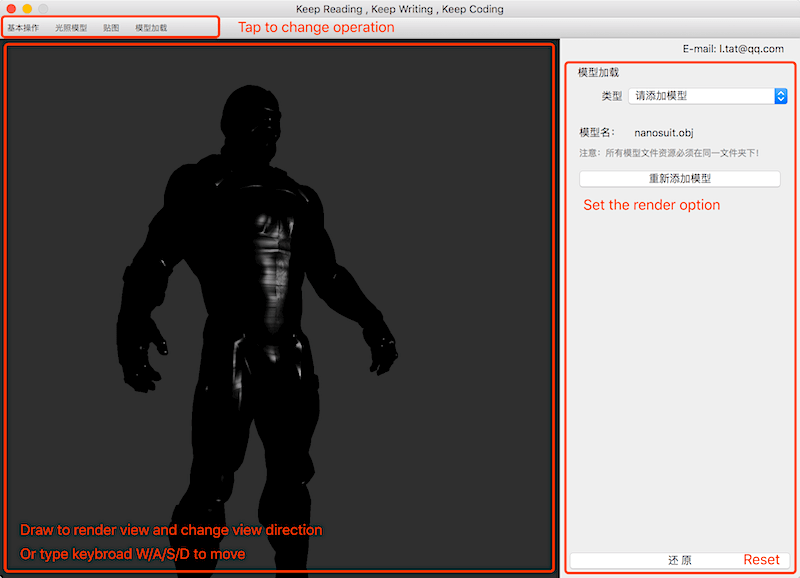 Keep Reading , Keep Writing , Keep Coding
基本操作 光照模型 贴图 模型加载
Tap to change operation
E-mail: l.tat@qq.com
模型加载
类型 请添加模型
模型名: nanosuit.obj
注意：所有模型文件资源必须在同一文件夹下！
重新添加模型
Set the render option
Draw to render view and change view direction
Or type keybroad W/A/S/D to move
还原 Reset